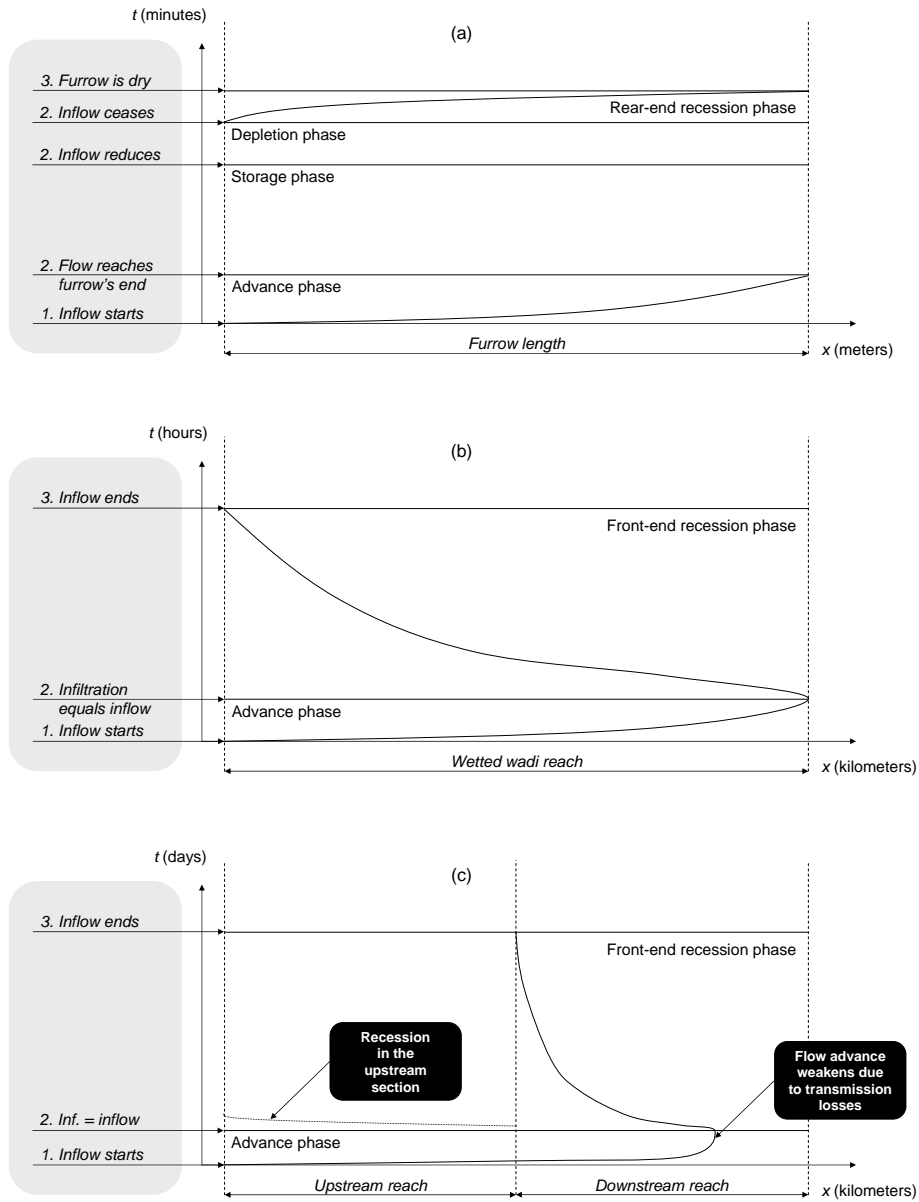 t (minutes)
(a)
3. Furrow is dry
2. Inflow ceases
Rear-end recession phase
Depletion phase
2. Inflow reduces
Storage phase
2. Flow reaches
furrow's end
Advance phase
1. Inflow starts
Furrow length
x (meters)
t (hours)
(b)
3. Inflow ends
Front-end recession phase
2. Infiltration
equals inflow
Advance phase
1. Inflow starts
Wetted wadi reach
x (kilometers)
t (days)
(c)
3. Inflow ends
Front-end recession phase
Recession
in the
upstream
section
Flow advance
weakens due
to transmission
losses
2. Inf. = inflow
Advance phase
1. Inflow starts
Upstream reach
Downstream reach
x (kilometers)